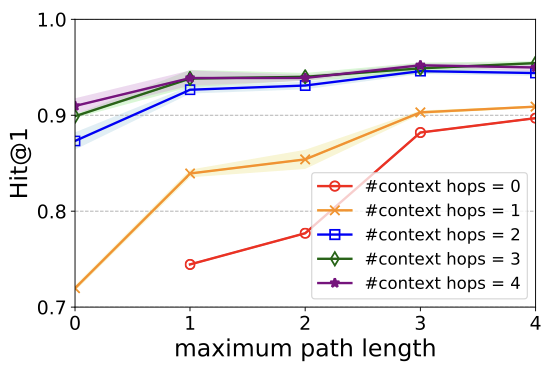 1.0
0.9
0.8
0.7
Hit@1
0 1 2 3 4
maximum path length
#context hops = 0
#context hops = 1
#context hops = 2
#context hops = 3
#context hops = 4